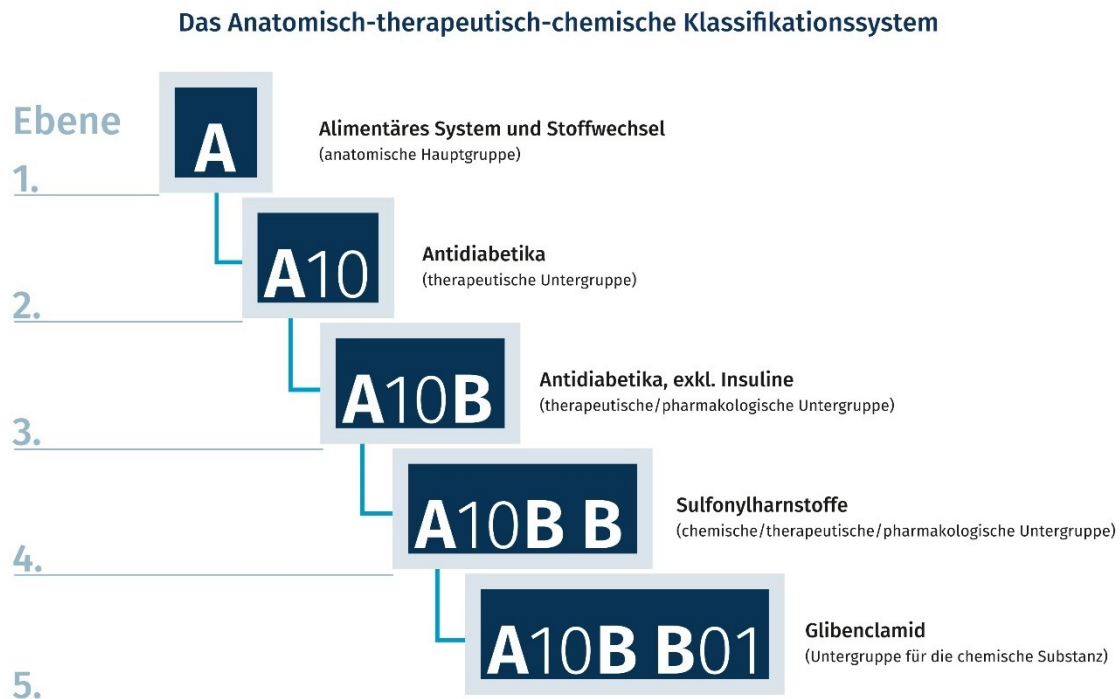 Das Anatomisch-therapeutisch-chemische Klassifikationssystem
Ebene
1.
A
Alimentäres System und Stoffwechsel
(anatomische Hauptgruppe)
2.
A10
Antidiabetika
(therapeutische Untergruppe)
3.
A10B
Antidiabetika, exkl. Insuline
(therapeutische/pharmakologische Untergruppe)
4.
A10B B
Sulfonylharnstoffe
(chemische/therapeutische/pharmakologische Untergruppe)
5.
A10B B01
Glibenclamid
(Untergruppe für die chemische Substanz)